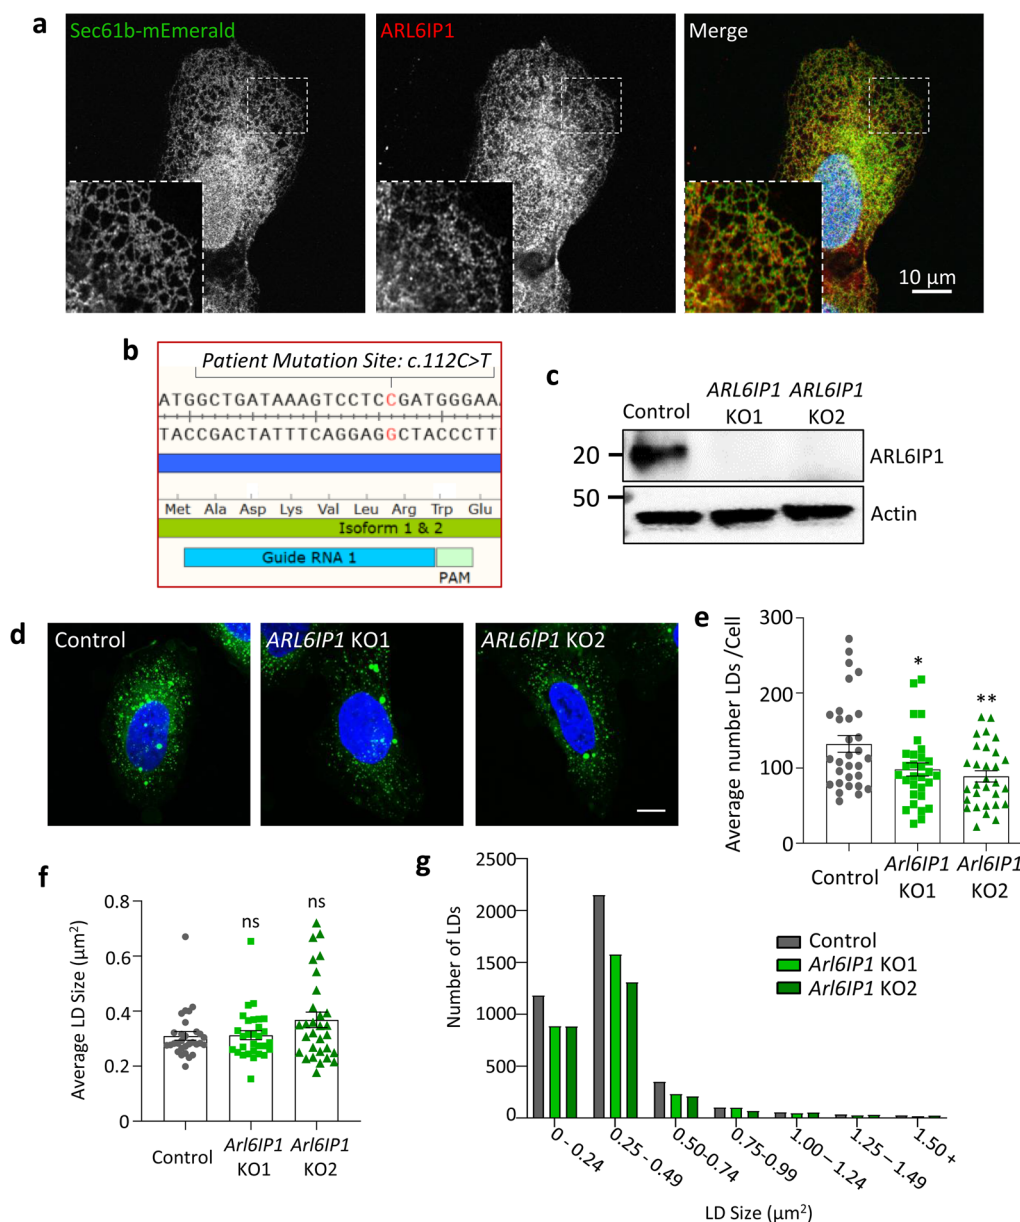 a
Sec61b-mEmerald
ARL6IP1
Merge
10 µm
b
Patient Mutation Site: c.112C>T
ATGGCTGATAAAGTCCTCCGATGGGAAA
TACCGACTATTTCAGGAGGCTACCCTT
Met Ala Asp Lys Val Leu Arg Trp Glu
Isoform 1 & 2
Guide RNA 1
PAM
c
Control
ARL6IP1
KO1
ARL6IP1
KO2
20
ARL6IP1
50
Actin
d
Control
ARL6IP1 KO1
ARL6IP1 KO2
e
Average number LDs /Cell
300
200
100
0
*
**
Control
Arl6IP1
KO1
Arl6IP1
KO2
f
Average LD Size (µm²)
0.8
0.6
0.4
0.2
0
ns
ns
Control
Arl6IP1
KO1
Arl6IP1
KO2
g
Number of LDs
2500
2000
1500
1000
500
0
Control
Arl6IP1 KO1
Arl6IP1 KO2
0 - 0.24
0.25 - 0.49
0.50-0.74
0.75-0.99
1.00 – 1.24
1.25 – 1.49
1.50 +
LD Size (µm²)